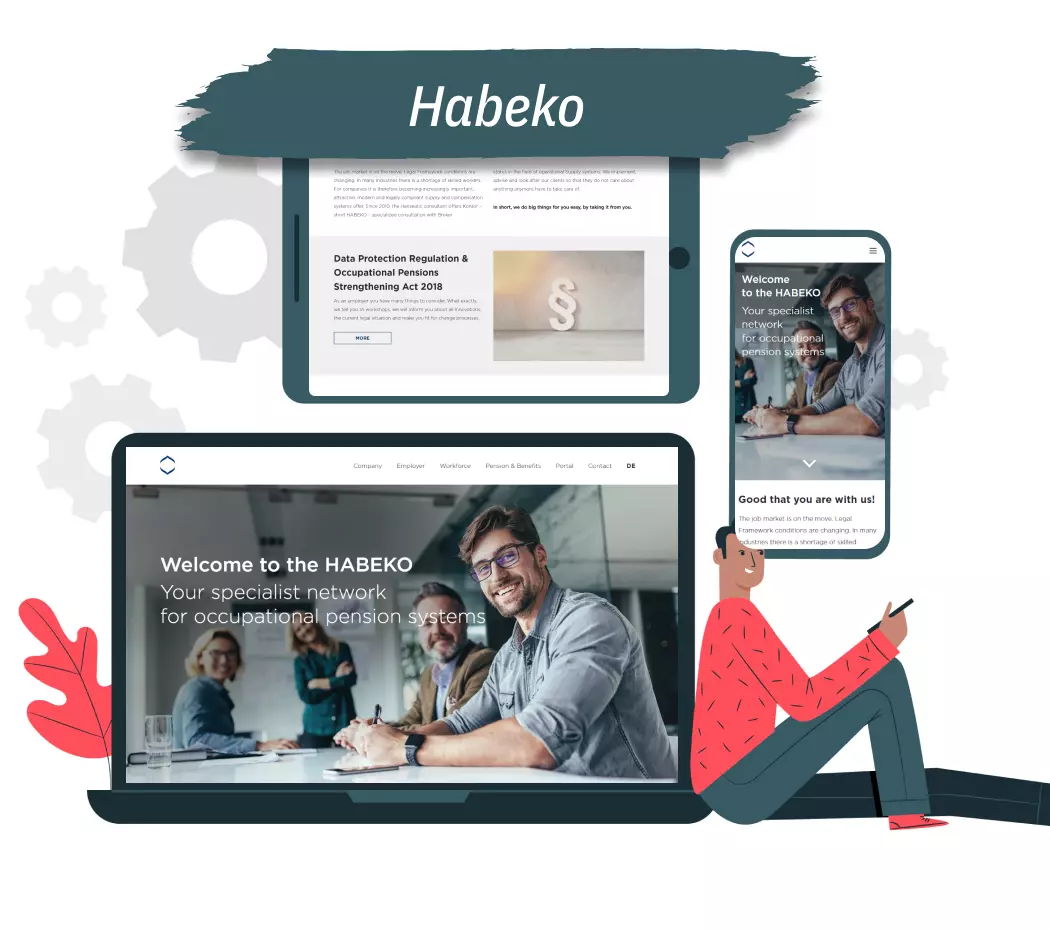 Habeko
The job market is on the move. Legal Framework conditions are
changing. In many industries there is a shortage of skilled workers.
For companies it is therefore becoming increasingly important,
attractive modern and legally compliant supply and compensation
systems offer. Since 2010, the Hanseatic consultant offers Kontor –
short HABEKO – specialized consultation with Broker
status in the field of operational supply systems. We implement,
advise and look after our clients so that they do not care about
anything anymore have to take care of.
In short, we do big things for you easy, by taking it from you.
Data Protection Regulation &
Occupational Pensions
Strengthening Act 2018
As an employer you have many things to consider. What exactly,
we tell you in workshops, we will inform you about all innovations,
the current legal situation and make you fit for change processes.
MORE
§
Welcome
to the HABEKO
Your specialist
network
for occupational
pension systems
Good that you are with us!
The job market is on the move. Legal
Framework conditions are changing. In many
industries there is a shortage of skilled
Company Employer Workforce Pension & Benefits Portal Contact DE
Welcome to the HABEKO
Your specialist network
for occupational pension systems